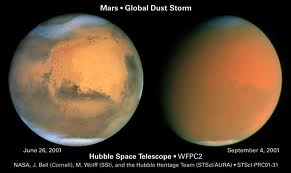 Mars • Global Dust Storm
June 26, 2001
September 4, 2001
Hubble Space Telescope • WFPC2
NASA, J. Bell (Cornell), M. Wolff (SSI), and the Hubble Heritage Team (STScI/AURA) • STScI-PRC01-31